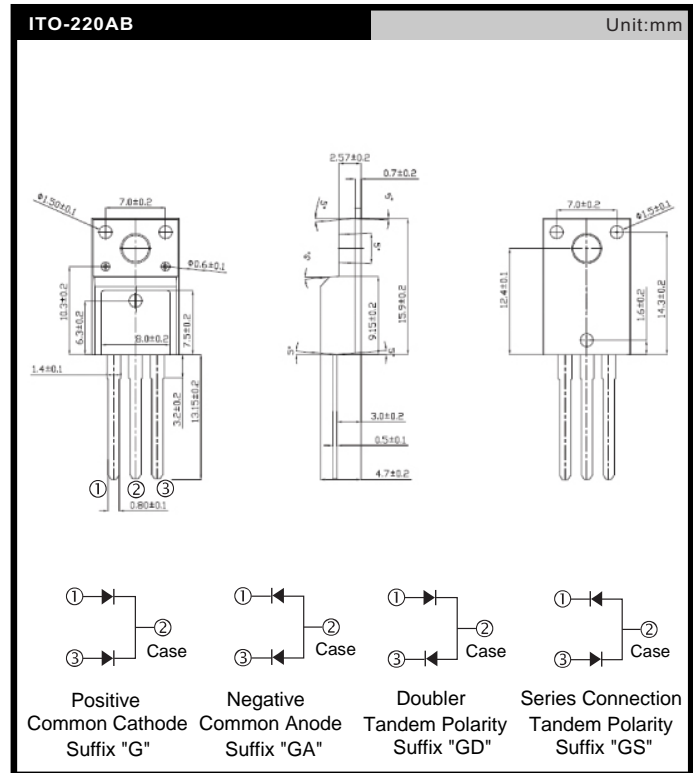 ITO-220AB
Unit:mm
2.57±0.2
0.7±0.2
Φ1.50±0.1
7.0±0.2
5°
5°
7.0±0.2
Φ1.5±0.1
5°
5°
Φ0.6±0.1
10.3±0.2
6.3±0.2
8.0±0.2
7.5±0.2
9.15±0.2
15.9±0.2
12.4±0.1
1.6±0.2
14.3±0.2
5°
5°
1.4±0.1
3.2±0.2
13.15±0.2
3.0±0.2
0.5±0.1
4.7±0.2
① ② ③
0.80±0.1
① ① ① ①
② ② ② ②
③ Case ③ Case ③ Case ③ Case
Positive Negative Doubler Series Connection
Common Cathode Common Anode Tandem Polarity Tandem Polarity
Suffix "G" Suffix "GA" Suffix "GD" Suffix "GS"